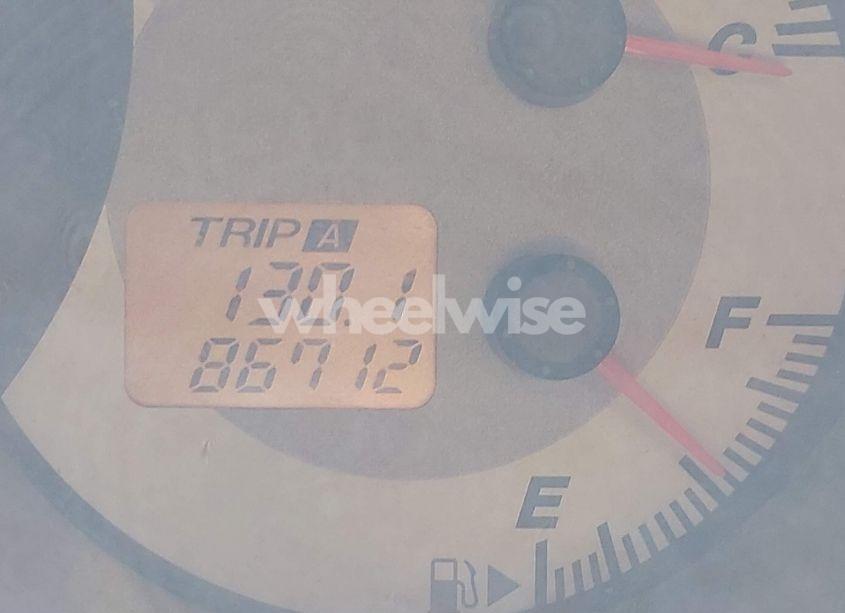 C
TRIP A
130.1
wheelwise
86712
F
E